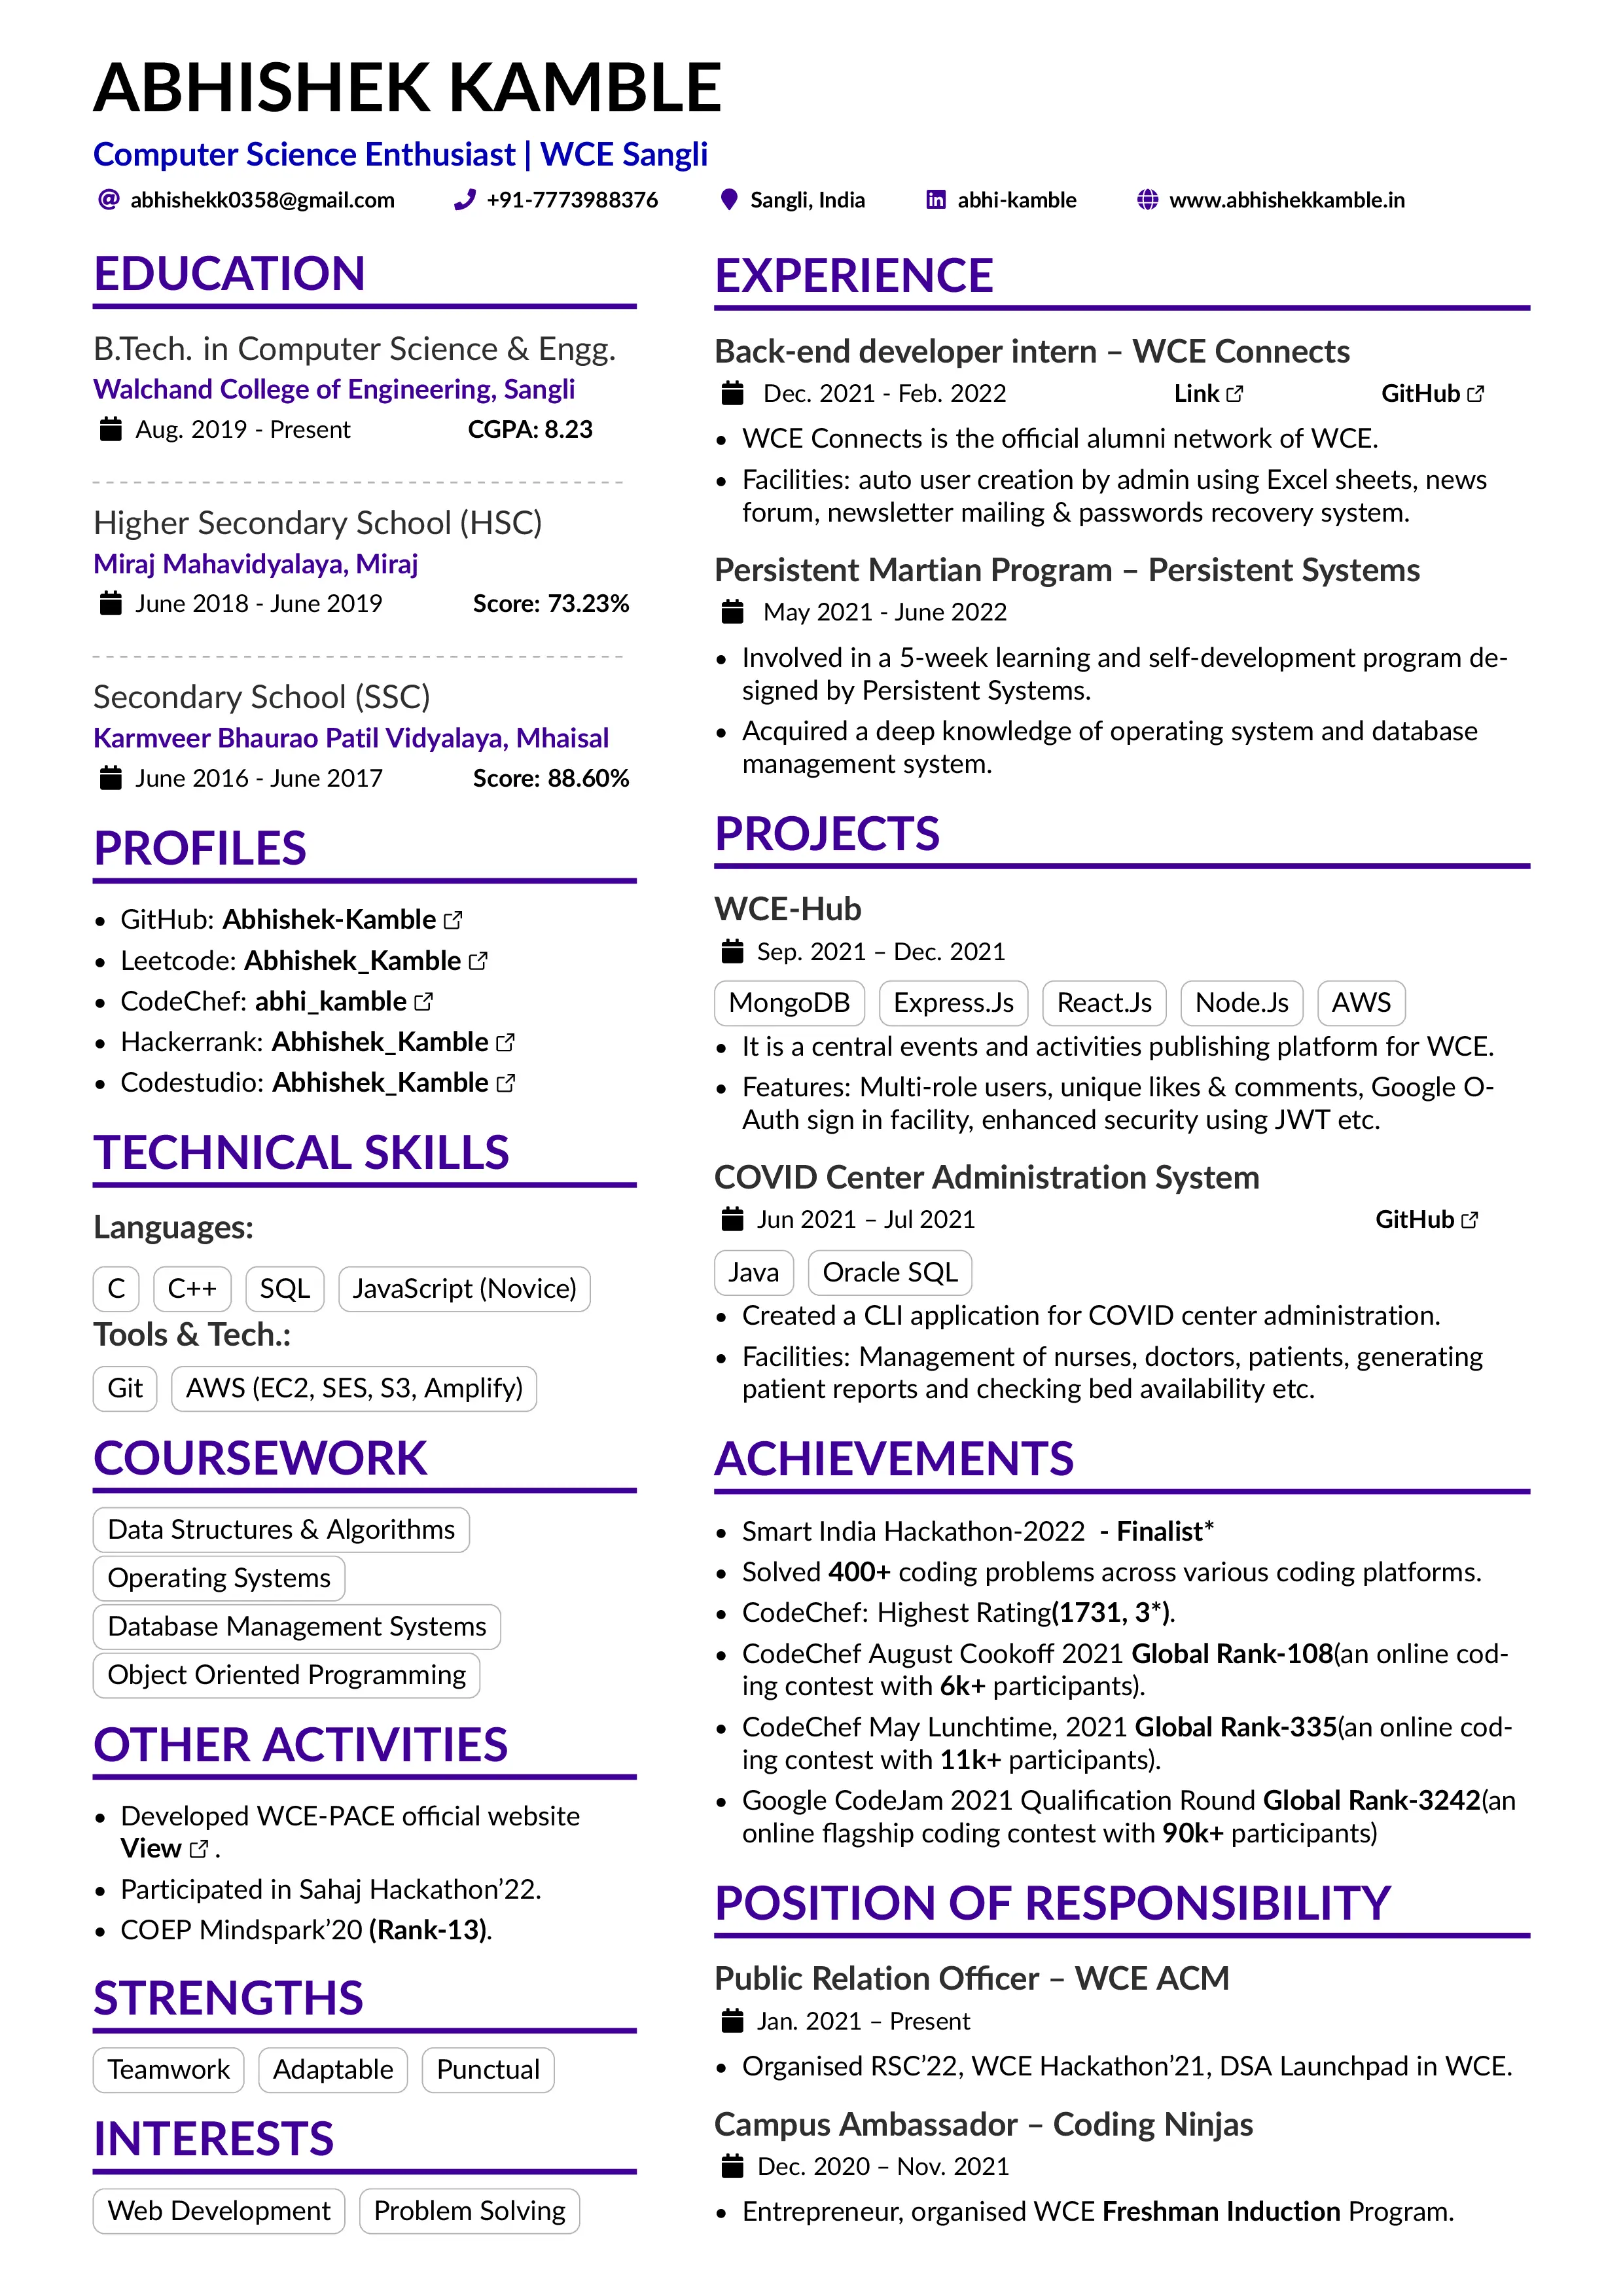 ABHISHEK KAMBLE
Computer Science Enthusiast | WCE Sangli
abhishekk0358@gmail.com +91-7773988376 Sangli, India abhi-kamble www.abhishekkamble.in
EDUCATION
B.Tech. in Computer Science & Engg.
Walchand College of Engineering, Sangli
Aug. 2019 - Present CGPA: 8.23
Higher Secondary School (HSC)
Miraj Mahavidyalaya, Miraj
June 2018 - June 2019 Score: 73.23%
Secondary School (SSC)
Karmveer Bhaurao Patil Vidyalaya, Mhaisal
June 2016 - June 2017 Score: 88.60%
PROFILES
• GitHub: Abhishek-Kamble
• Leetcode: Abhishek_Kamble
• CodeChef: abhi_kamble
• Hackerrank: Abhishek_Kamble
• Codestudio: Abhishek_Kamble
TECHNICAL SKILLS
Languages:
C C++ SQL JavaScript (Novice)
Tools & Tech.:
Git AWS (EC2, SES, S3, Amplify)
COURSEWORK
Data Structures & Algorithms
Operating Systems
Database Management Systems
Object Oriented Programming
OTHER ACTIVITIES
• Developed WCE-PACE official website
View .
• Participated in Sahaj Hackathon’22.
• COEP Mindspark’20 (Rank-13).
STRENGTHS
Teamwork Adaptable Punctual
INTERESTS
Web Development Problem Solving
EXPERIENCE
Back-end developer intern – WCE Connects
Dec. 2021 - Feb. 2022 Link GitHub
• WCE Connects is the official alumni network of WCE.
• Facilities: auto user creation by admin using Excel sheets, news
forum, newsletter mailing & passwords recovery system.
Persistent Martian Program – Persistent Systems
May 2021 - June 2022
• Involved in a 5-week learning and self-development program de-
signed by Persistent Systems.
• Acquired a deep knowledge of operating system and database
management system.
PROJECTS
WCE-Hub
Sep. 2021 – Dec. 2021
MongoDB Express.Js React.Js Node.Js AWS
• It is a central events and activities publishing platform for WCE.
• Features: Multi-role users, unique likes & comments, Google O-
Auth sign in facility, enhanced security using JWT etc.
COVID Center Administration System
Jun 2021 – Jul 2021 GitHub
Java Oracle SQL
• Created a CLI application for COVID center administration.
• Facilities: Management of nurses, doctors, patients, generating
patient reports and checking bed availability etc.
ACHIEVEMENTS
• Smart India Hackathon-2022 - Finalist*
• Solved 400+ coding problems across various coding platforms.
• CodeChef: Highest Rating(1731, 3*).
• CodeChef August Cookoff 2021 Global Rank-108(an online cod-
ing contest with 6k+ participants).
• CodeChef May Lunchtime, 2021 Global Rank-335(an online cod-
ing contest with 11k+ participants).
• Google CodeJam 2021 Qualification Round Global Rank-3242(an
online flagship coding contest with 90k+ participants)
POSITION OF RESPONSIBILITY
Public Relation Officer – WCE ACM
Jan. 2021 – Present
• Organised RSC’22, WCE Hackathon’21, DSA Launchpad in WCE.
Campus Ambassador – Coding Ninjas
Dec. 2020 – Nov. 2021
• Entrepreneur, organised WCE Freshman Induction Program.